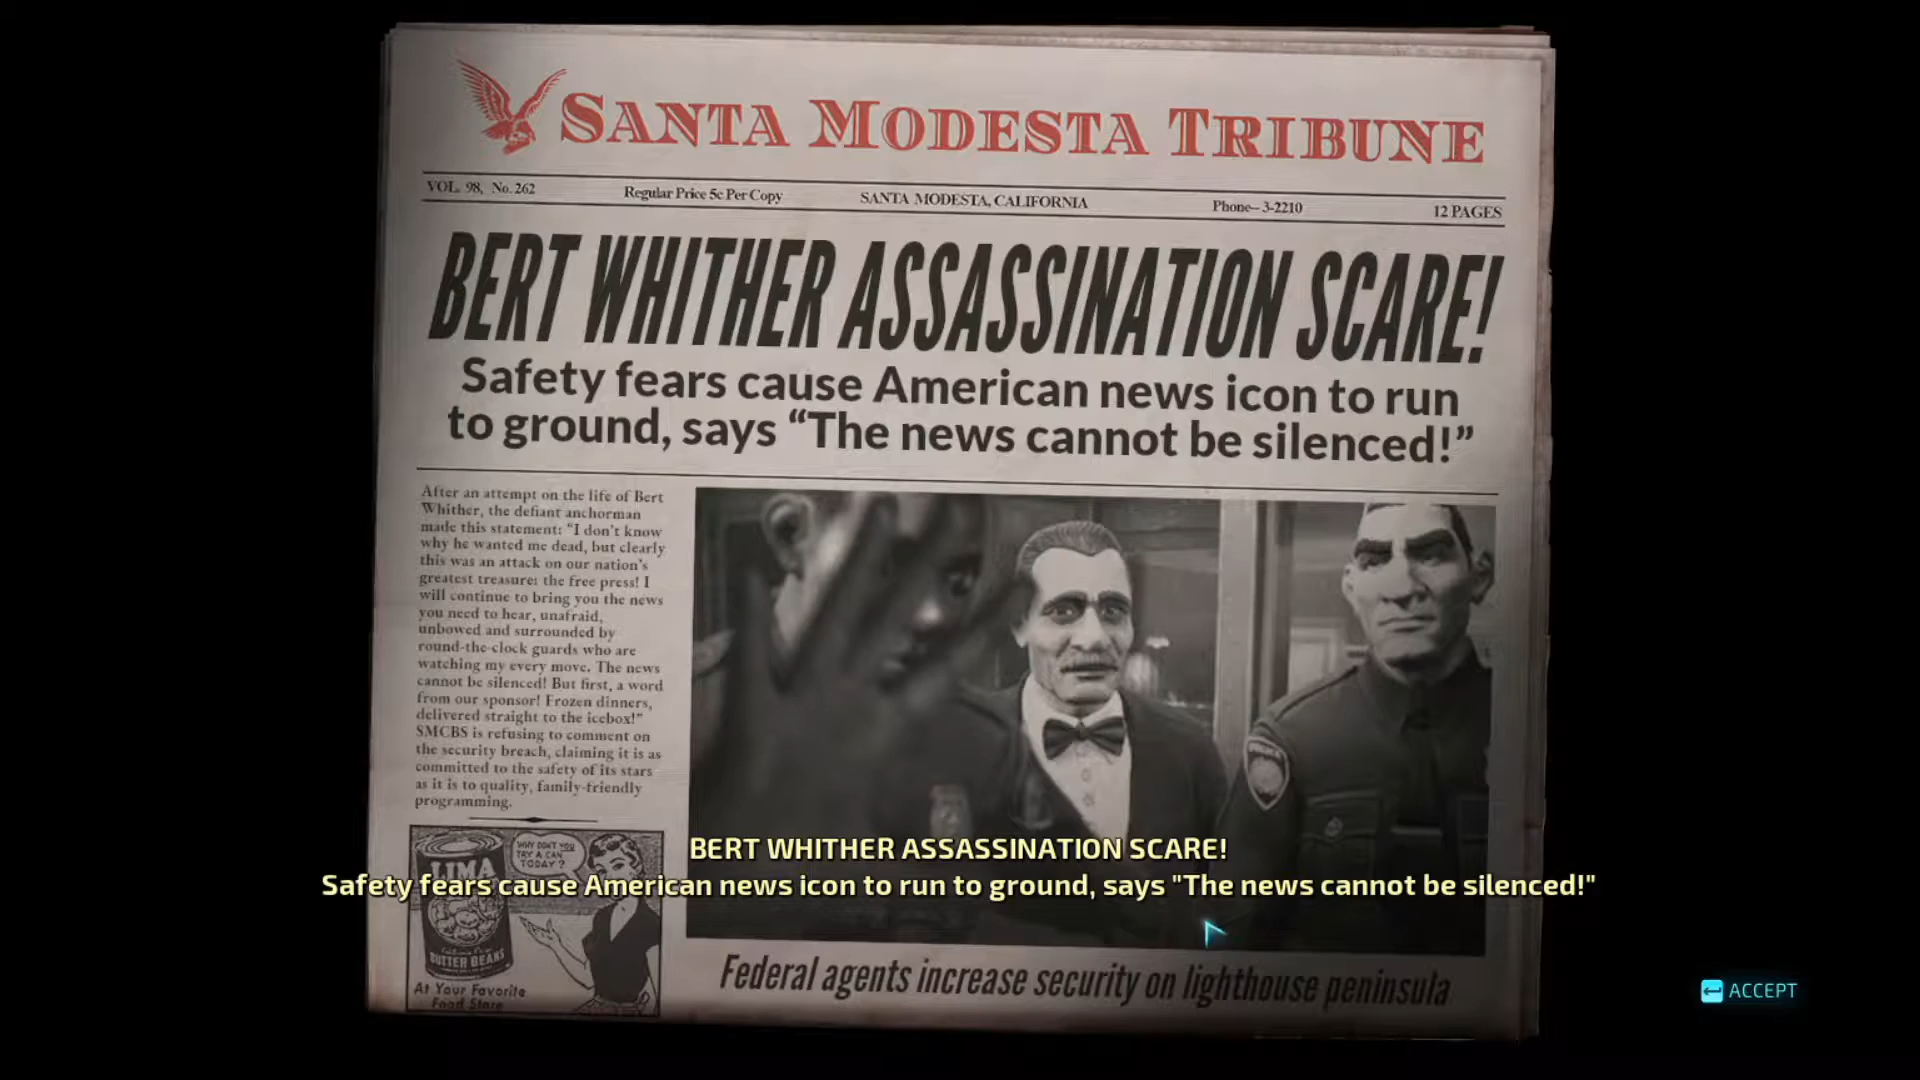 SANTA MODESTA TRIBUNE
VOL. 98, No. 262 Regular Price 5c Per Copy SANTA MODESTA, CALIFORNIA Phone- 3-2210 12 PAGES
BERT WHITHER ASSASSINATION SCARE!
Safety fears cause American news icon to run
to ground, says “The news cannot be silenced!”
After an attempt on the life of Bert
Whither, the defiant anchorman
made this statement: “I don't know
why he wanted me dead, but clearly
this was an attack on our nation's
greatest treasure: the free press! I
will continue to bring you the news
you need to hear, unafraid,
unbowed and surrounded by
round-the-clock guards who are
watching my every move. The news
cannot be silenced! But first, a word
from our sponsor! Frozen dinners,
delivered straight to the icebox!”
SMCBS is refusing to comment on
the security breach, claiming it is as
committed to the safety of its stars
as it is to quality, family-friendly
programming.
WHY DON'T YOU
TRY A CAN
TODAY?
LIMA
BUTTER BEANS
At Your Favorite
Food Store
POLICE
BERT WHITHER ASSASSINATION SCARE!
Safety fears cause American news icon to run to ground, says "The news cannot be silenced!"
Federal agents increase security on lighthouse peninsula
ACCEPT